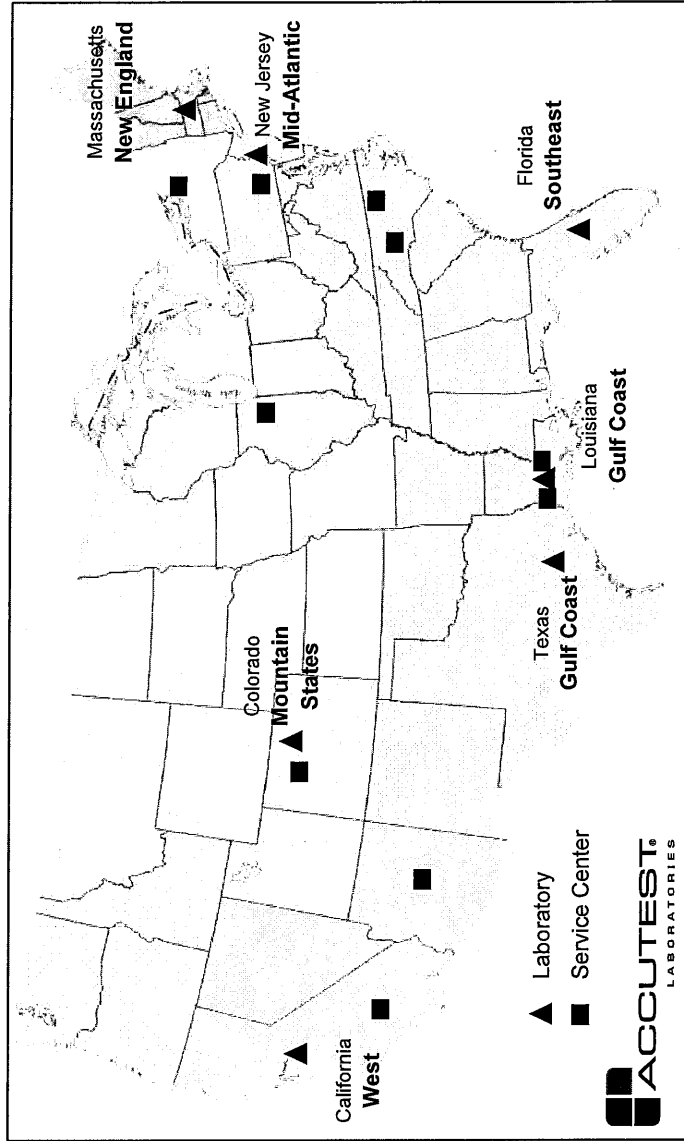 Massachusetts
New England
New Jersey
Mid-Atlantic
Colorado
Mountain
States
California
West
Florida
Southeast
Louisiana
Gulf Coast
Texas
Gulf Coast
Laboratory
Service Center
ACCUTEST®
LABORATORIES